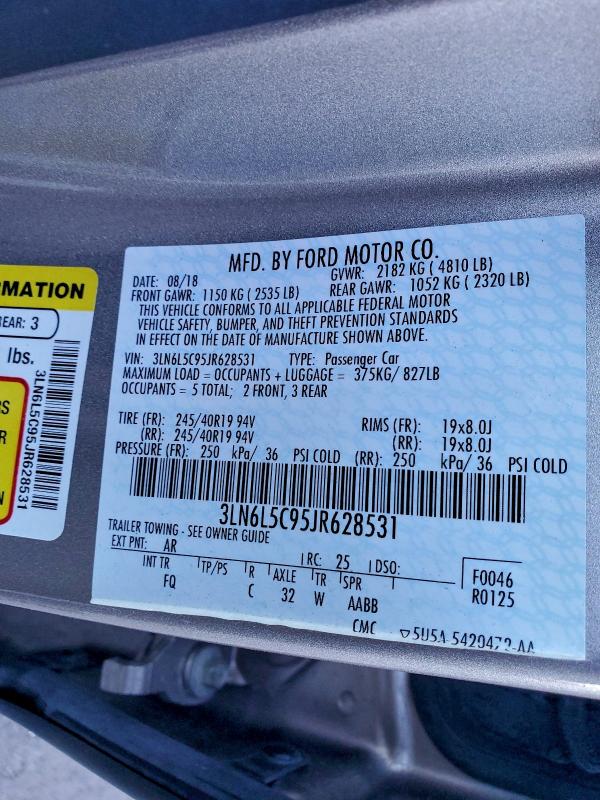 RMATION
REAR: 3
lbs.
3LN6L5C95JR628531
MFD. BY FORD MOTOR CO.
DATE: 08/18 GVWR: 2182 KG ( 4810 LB)
FRONT GAWR: 1150 KG ( 2535 LB) REAR GAWR: 1052 KG ( 2320 LB)
THIS VEHICLE CONFORMS TO ALL APPLICABLE FEDERAL MOTOR
VEHICLE SAFETY, BUMPER, AND THEFT PREVENTION STANDARDS
IN EFFECT ON THE DATE OF MANUFACTURE SHOWN ABOVE.
VIN: 3LN6L5C95JR628531 TYPE: Passenger Car
MAXIMUM LOAD = OCCUPANTS + LUGGAGE = 375KG/ 827LB
OCCUPANTS = 5 TOTAL; 2 FRONT, 3 REAR
TIRE (FR): 245/40R19 94V RIMS (FR): 19x8.0J
(RR): 245/40R19 94V (RR): 19x8.0J
PRESSURE (FR): 250 kPa/ 36 PSI COLD (RR): 250 kPa/ 36 PSI COLD
3LN6L5C95JR628531
TRAILER TOWING - SEE OWNER GUIDE
EXT PNT: AR RC: 25 DSO:
INT TR TP/PS R AXLE TR SPR F0046
FQ C 32 W AABB R0125
CMC ▽5U5A-5420472-AA